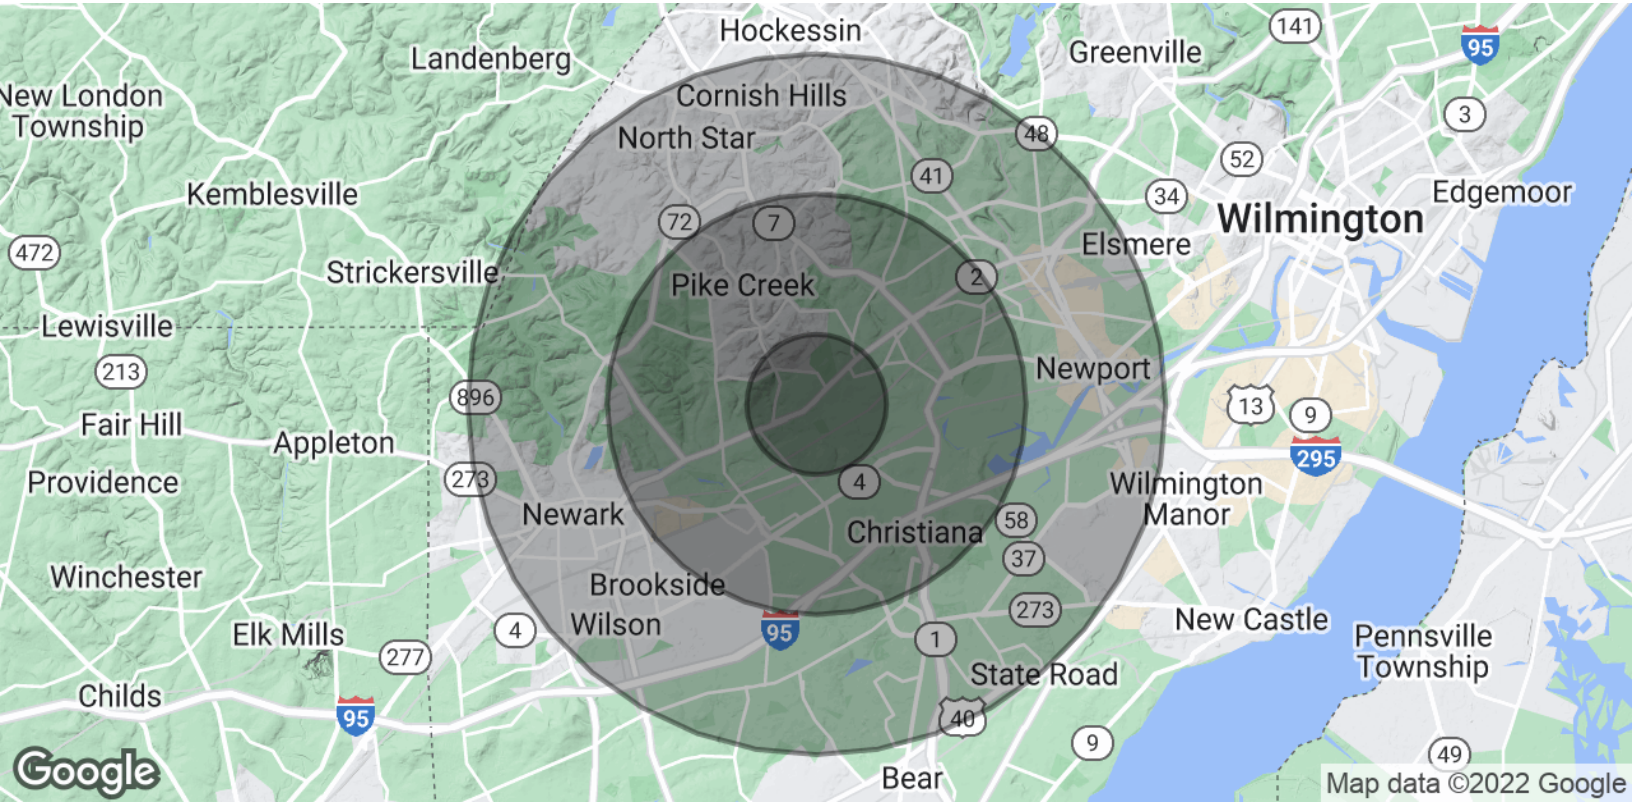 Hockessin
141
95
Greenville
Landenberg
New London
Township
Cornish Hills
3
North Star
48
52
41
Kemblesville
34
Edgemoor
Wilmington
72
7
Elsmere
472
Strickersville
2
Pike Creek
Lewisville
213
Newport
896
13
9
Fair Hill
Appleton
295
273
Providence
4
Wilmington
Manor
Newark
58
Christiana
37
Winchester
Brookside
273
New Castle
Wilson
4
95
Elk Mills
1
Pennsville
Township
277
State Road
Childs
95
40
9
49
Google
Bear
Map data ©2022 Google